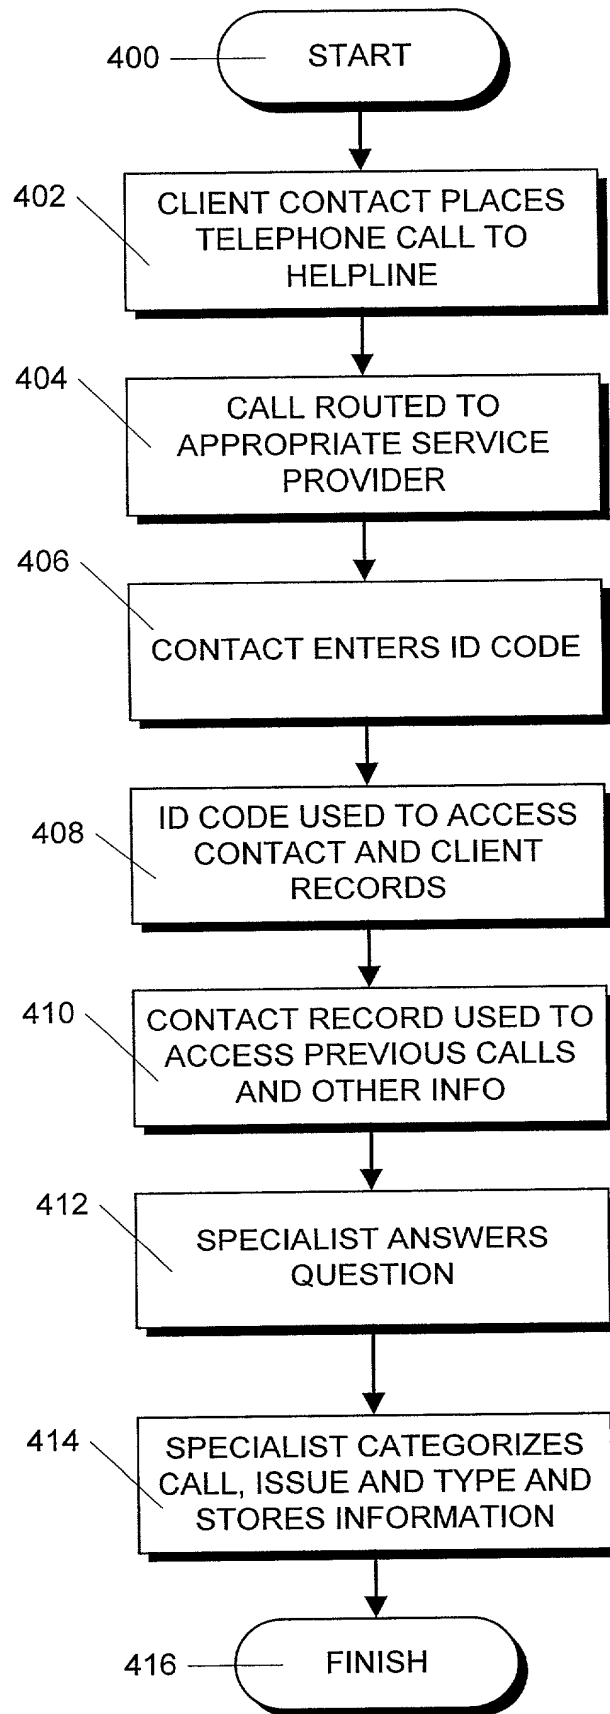 400
START
402
CLIENT CONTACT PLACES
TELEPHONE CALL TO
HELPLINE
404
CALL ROUTED TO
APPROPRIATE SERVICE
PROVIDER
406
CONTACT ENTERS ID CODE
408
ID CODE USED TO ACCESS
CONTACT AND CLIENT
RECORDS
410
CONTACT RECORD USED TO
ACCESS PREVIOUS CALLS
AND OTHER INFO
412
SPECIALIST ANSWERS
QUESTION
414
SPECIALIST CATEGORIZES
CALL, ISSUE AND TYPE AND
STORES INFORMATION
416
FINISH